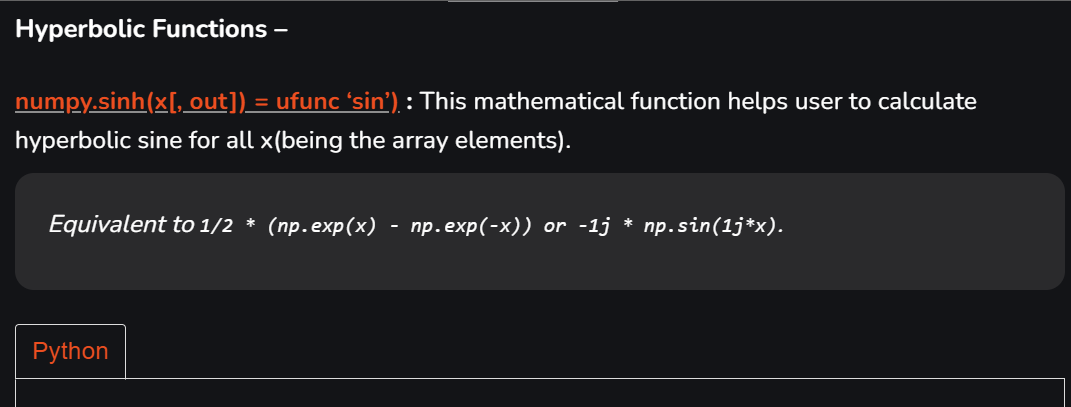 Hyperbolic Functions –
numpy.sinh(x[, out]) = ufunc ‘sin’) : This mathematical function helps user to calculate
hyperbolic sine for all x(being the array elements).
Equivalent to 1/2 * (np.exp(x) - np.exp(-x)) or -1j * np.sin(1j*x).
Python